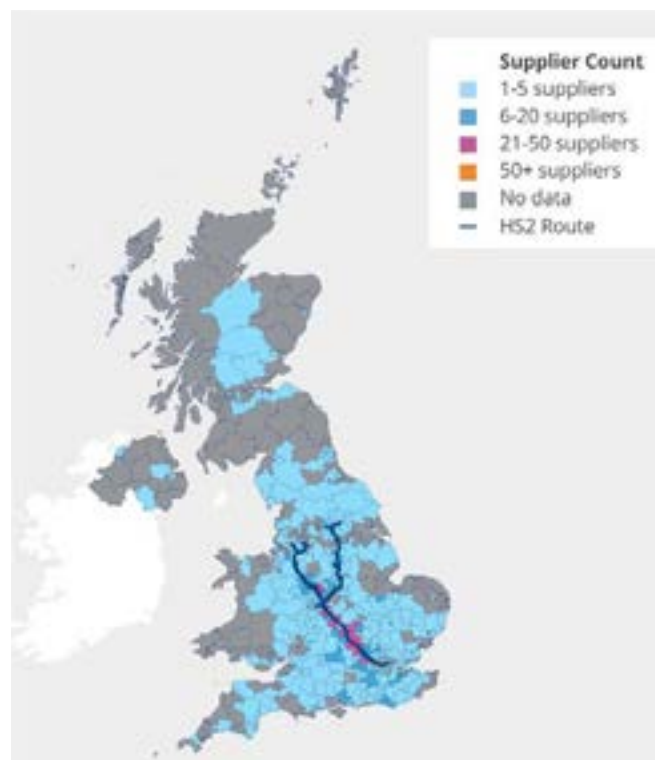 Supplier Count
1-5 suppliers
6-20 suppliers
21-50 suppliers
50+ suppliers
No data
HS2 Route